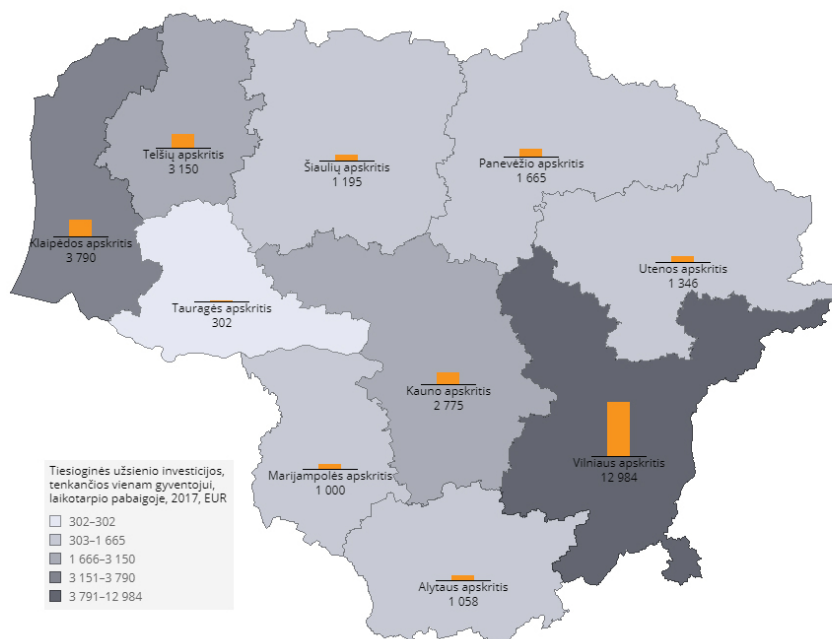 Telšių apskritis
3 150
Šiaulių apskritis
1 195
Panevėžio apskritis
1 665
Klaipėdos apskritis
3 790
Utenos apskritis
1 346
Tauragės apskritis
302
Kauno apskritis
2 775
Vilniaus apskritis
12 984
Marijampolės apskritis
1 000
Alytaus apskritis
1 058
Tiesioginės užsienio investicijos,
tenkančios vienam gyventojui,
laikotarpio pabaigoje, 2017, EUR
302–302
303–1 665
1 666–3 150
3 151–3 790
3 791–12 984